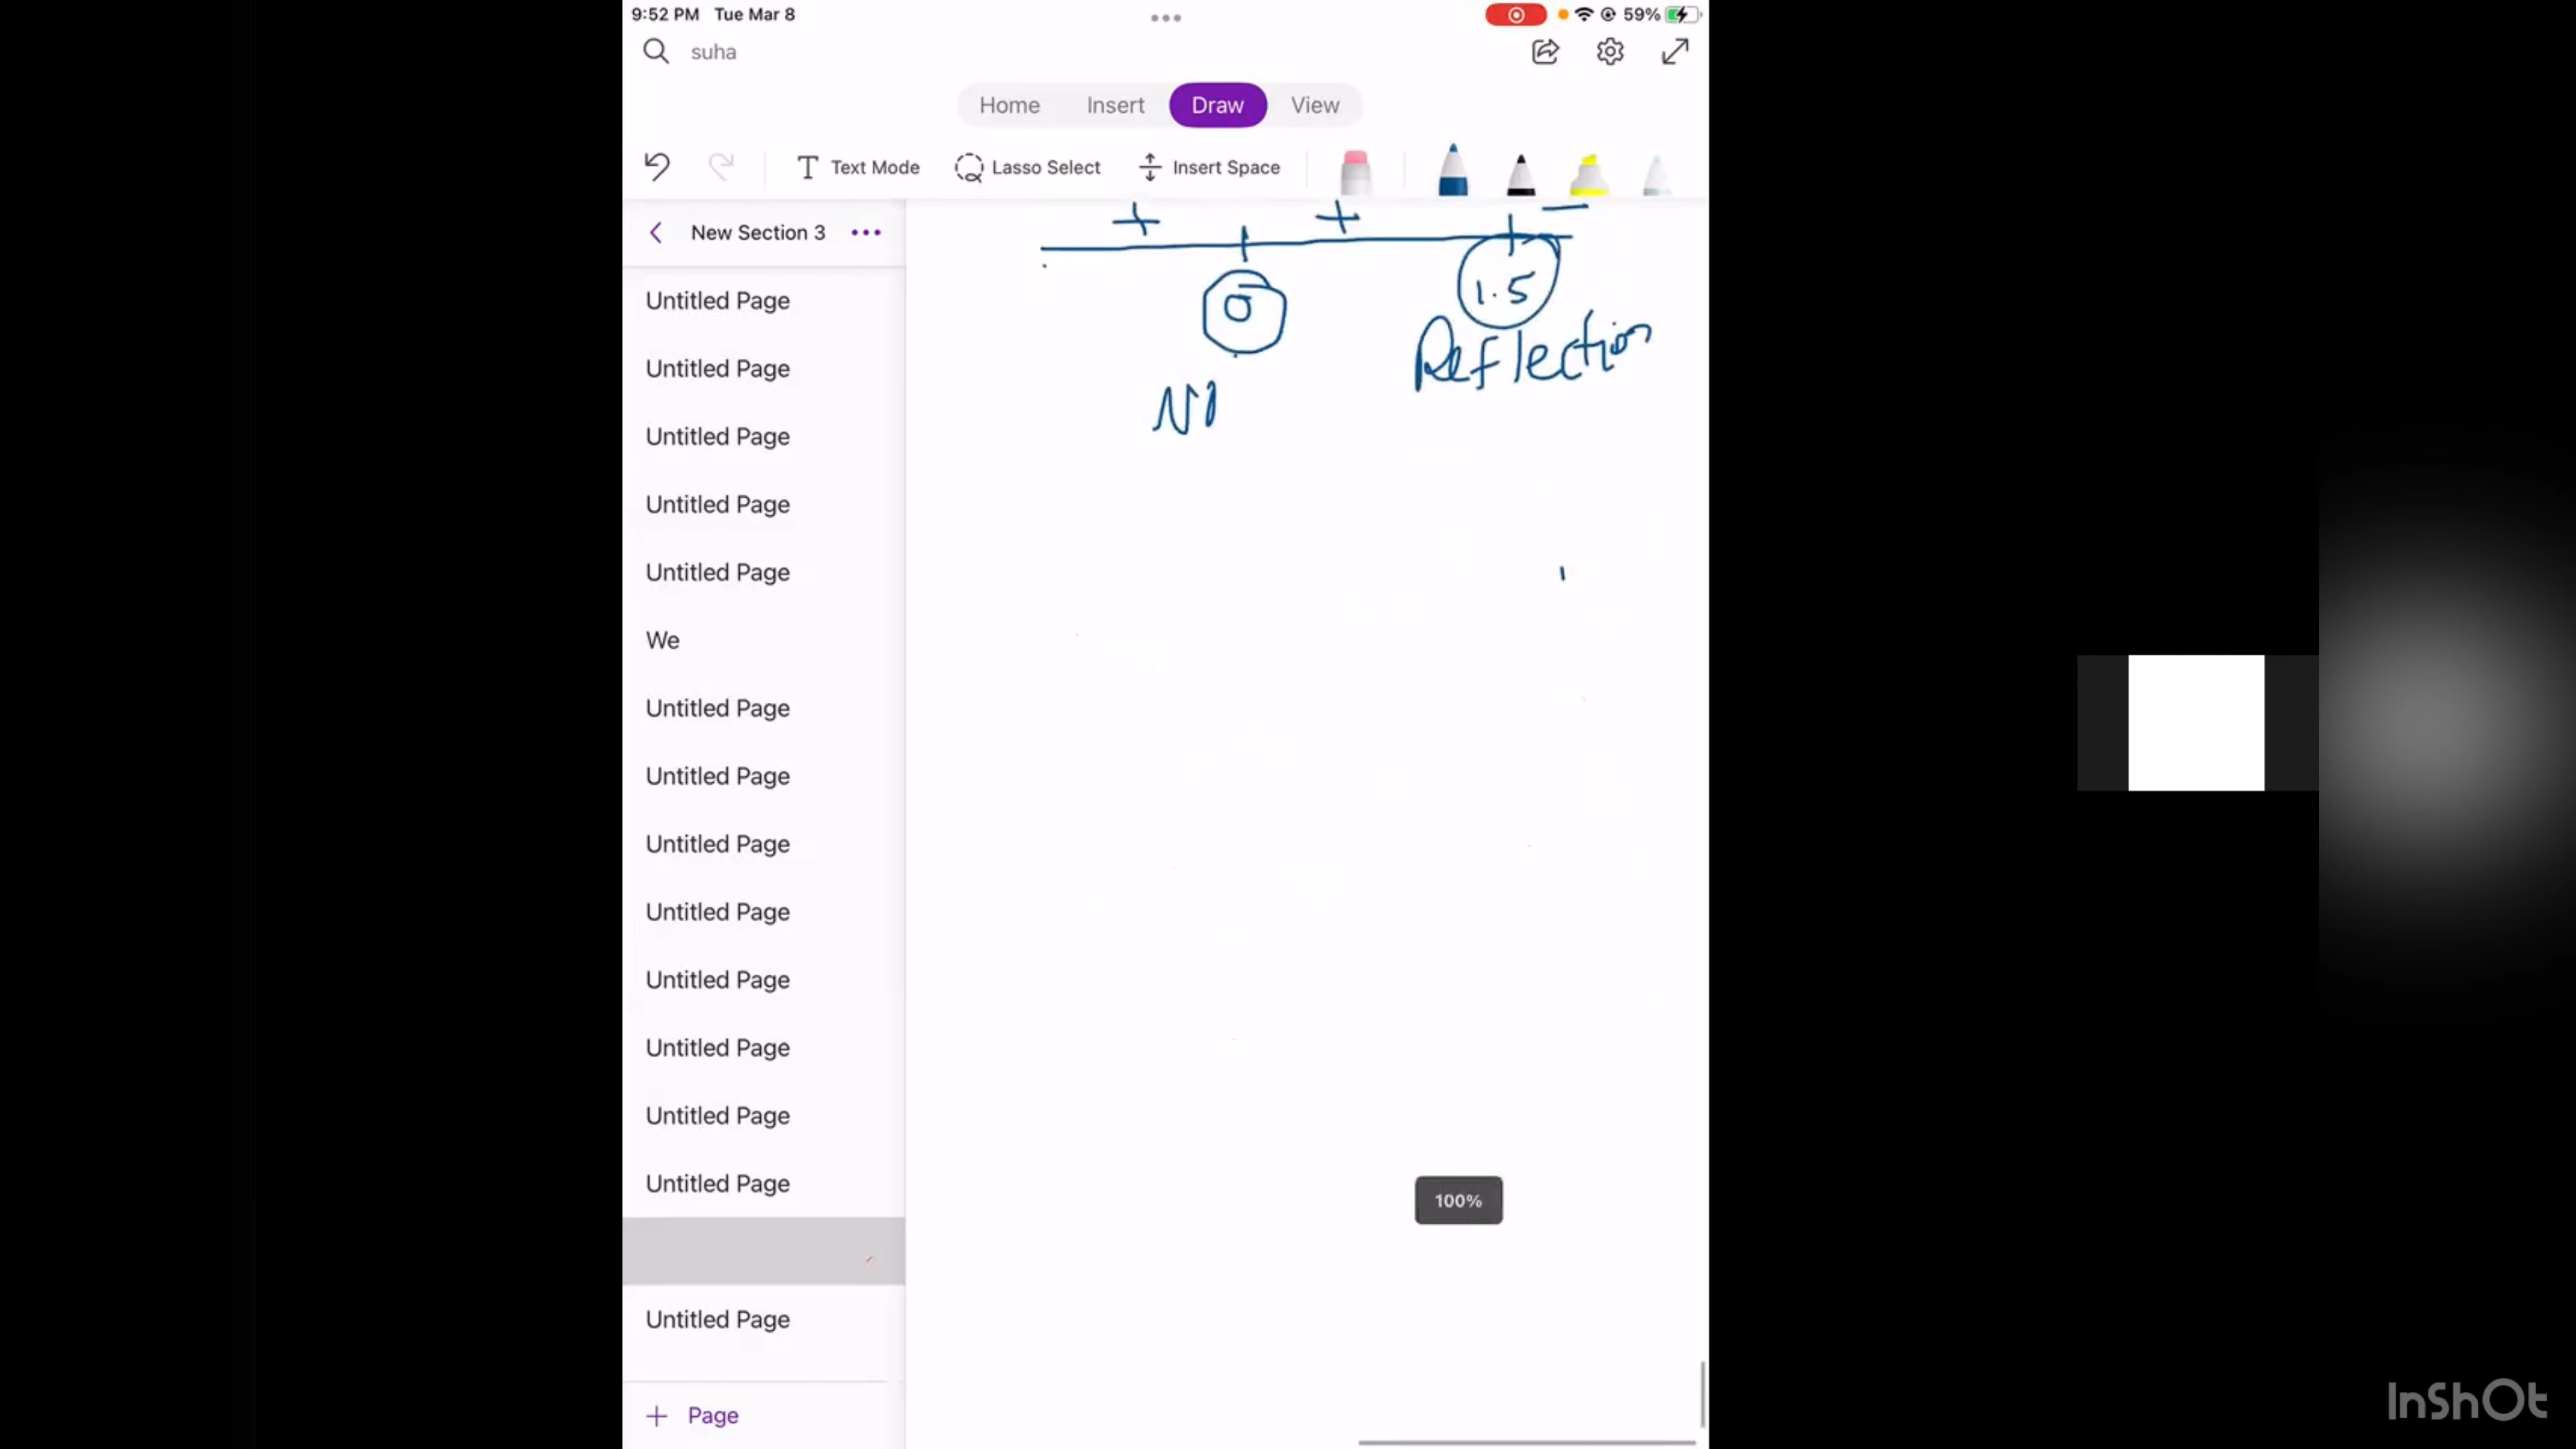 9:52 PM Tue Mar 8
59%
suha
Home Insert Draw View
Text Mode Lasso Select Insert Space
New Section 3
+ + −
0 1.5
Reflection
Untitled Page
Untitled Page
Untitled Page
Untitled Page
Untitled Page
We
Untitled Page
Untitled Page
Untitled Page
Untitled Page
Untitled Page
Untitled Page
Untitled Page
Untitled Page
100%
Untitled Page
+ Page
InShOt